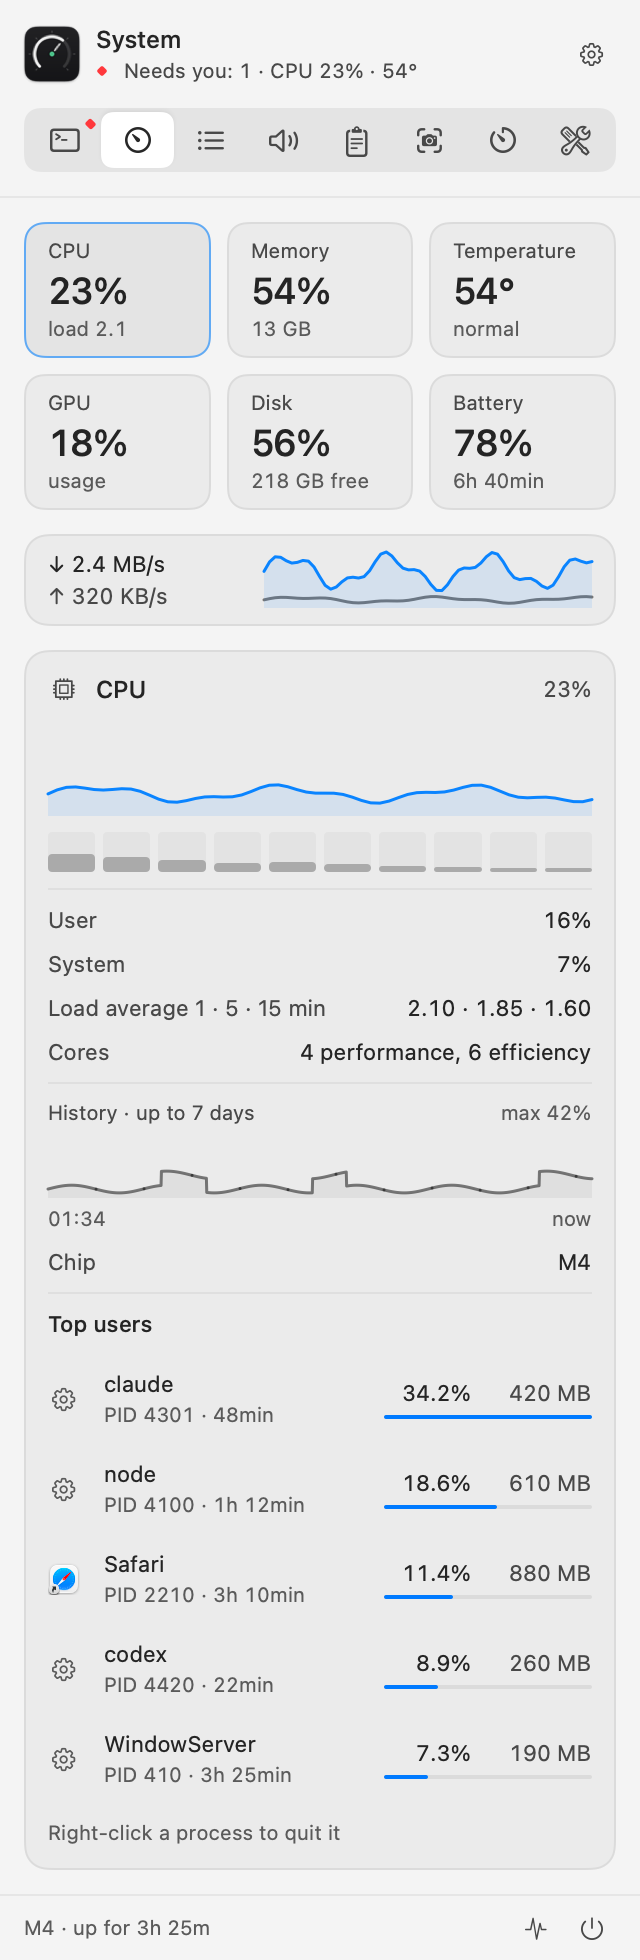 System
Needs you: 1 · CPU 23% · 54°
CPU
23%
load 2.1
Memory
54%
13 GB
Temperature
54°
normal
GPU
18%
usage
Disk
56%
218 GB free
Battery
78%
6h 40min
↓ 2.4 MB/s
↑ 320 KB/s
CPU 23%
User 16%
System 7%
Load average 1 · 5 · 15 min 2.10 · 1.85 · 1.60
Cores 4 performance, 6 efficiency
History · up to 7 days max 42%
01:34 now
Chip M4
Top users
claude 34.2% 420 MB
PID 4301 · 48min
node 18.6% 610 MB
PID 4100 · 1h 12min
Safari 11.4% 880 MB
PID 2210 · 3h 10min
codex 8.9% 260 MB
PID 4420 · 22min
WindowServer 7.3% 190 MB
PID 410 · 3h 25min
Right-click a process to quit it
M4 · up for 3h 25m